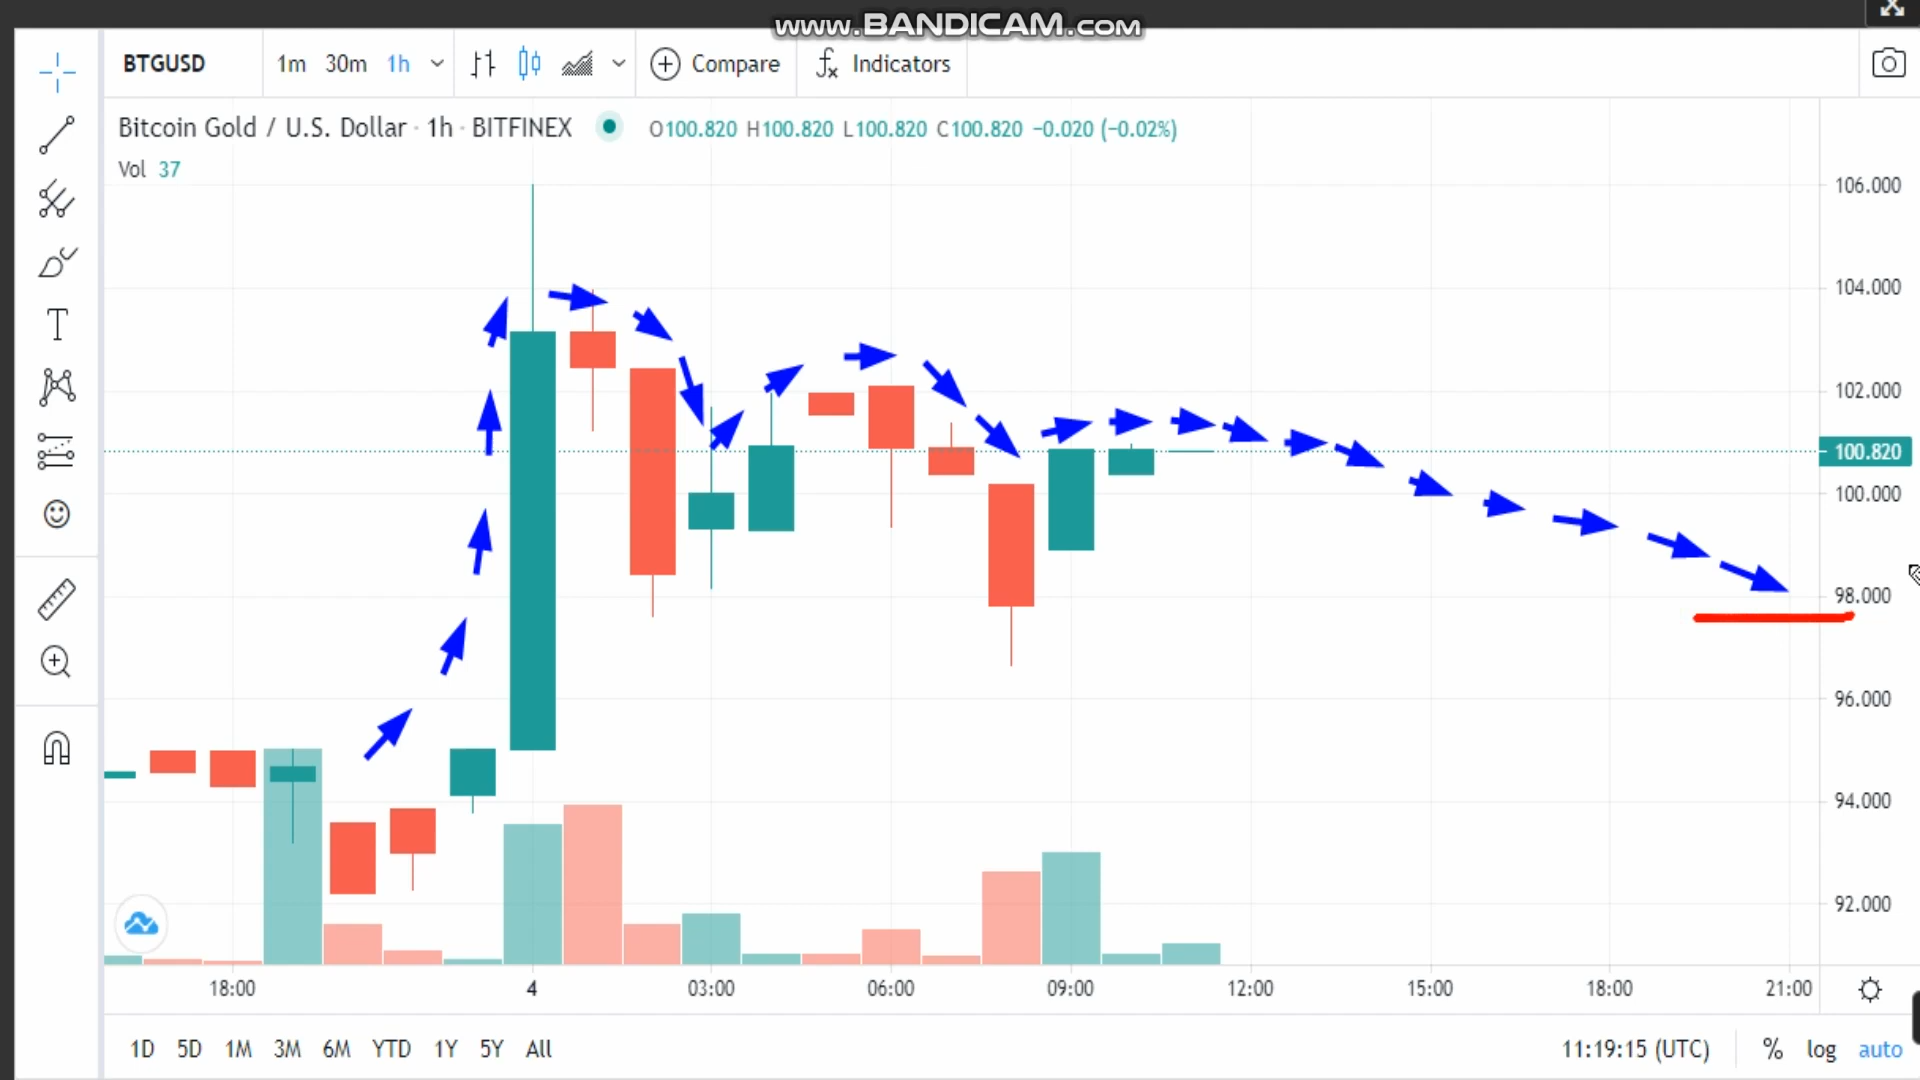 www.BANDICAM.com
BTGUSD 1m 30m 1h Compare Indicators
Bitcoin Gold / U.S. Dollar · 1h · BITFINEX O100.820 H100.820 L100.820 C100.820 −0.020 (−0.02%)
Vol 37
106.000
104.000
102.000
100.820
100.000
98.000
96.000
94.000
92.000
18:00 4 03:00 06:00 09:00 12:00 15:00 18:00 21:00
1D 5D 1M 3M 6M YTD 1Y 5Y All 11:19:15 (UTC) % log auto